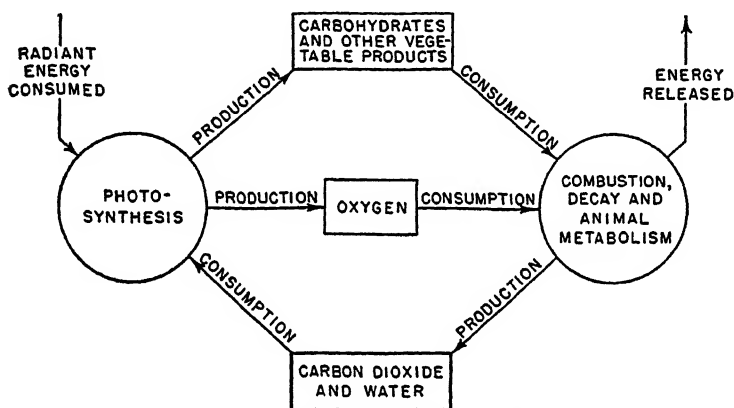 RADIANT
ENERGY
CONSUMED
CARBOHYDRATES
AND OTHER VEGE-
TABLE PRODUCTS
ENERGY
RELEASED
PRODUCTION
CONSUMPTION
PHOTO-
SYNTHESIS
PRODUCTION
OXYGEN
CONSUMPTION
COMBUSTION,
DECAY AND
ANIMAL
METABOLISM
CONSUMPTION
PRODUCTION
CARBON DIOXIDE
AND WATER